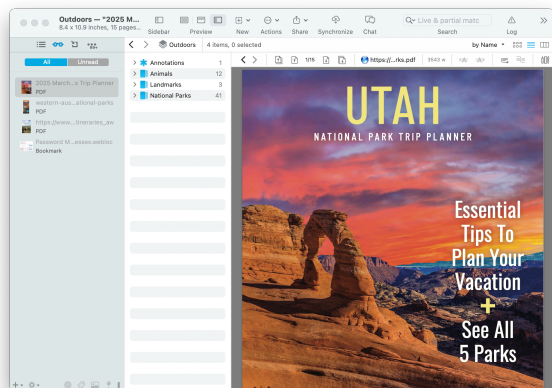 Outdoors — "2025 M...
8.4 x 10.9 inches, 15 pages...
Sidebar
Preview
New
Actions
Share
Synchronize
Chat
Live & partial matc
Search
Log
Outdoors
4 items, 0 selected
by Name
All
Unread
2025 March...o Trip Planner
PDF
western-aus...ational-parks
PDF
https://www...itineraries_aw
PDF
Password M...eases.webloc
Bookmark
Annotations 1
Animals 12
Landmarks 3
National Parks 41
1/15
https://...rks.pdf
3543 w
UTAH
NATIONAL PARK TRIP PLANNER
Essential
Tips To
Plan Your
Vacation
+
See All
5 Parks